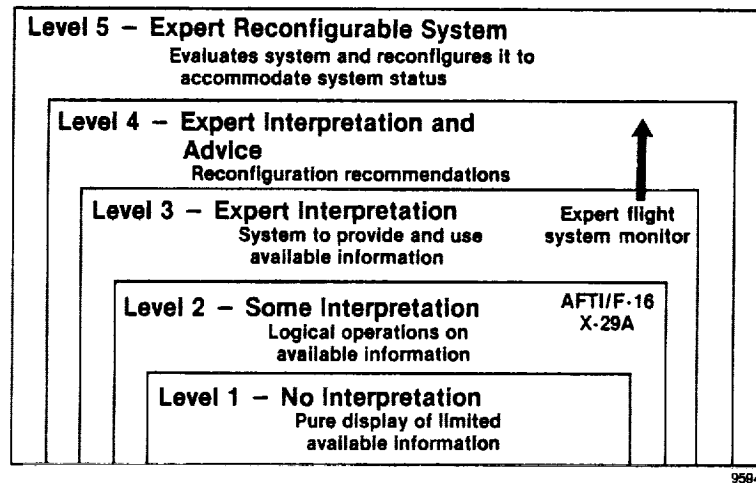 Level 5 – Expert Reconfigurable System
Evaluates system and reconfigures it to
accommodate system status
Level 4 – Expert Interpretation and
Advice
Reconfiguration recommendations
Level 3 – Expert Interpretation
System to provide and use
available information
Expert flight
system monitor
Level 2 – Some Interpretation
Logical operations on
available information
AFTI/F-16
X-29A
Level 1 – No Interpretation
Pure display of limited
available information